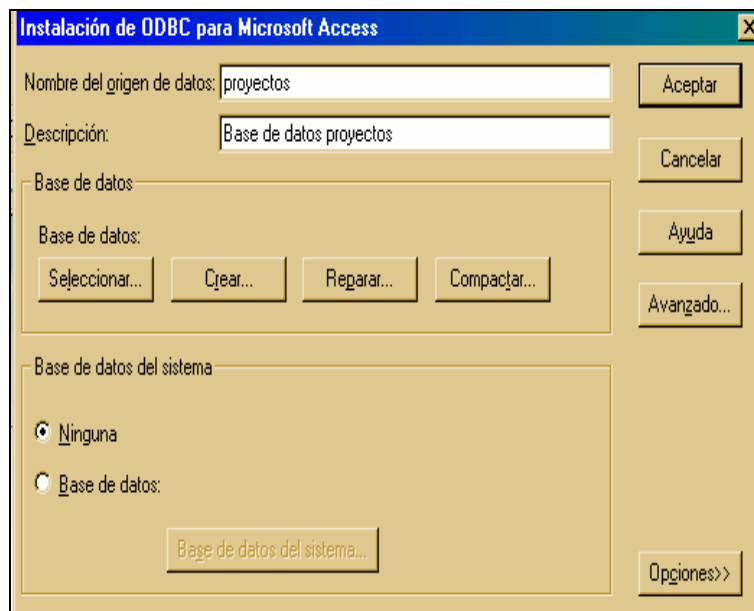 Instalación de ODBC para Microsoft Access
Nombre del origen de datos: proyectos
Aceptar
Descripción: Base de datos proyectos
Cancelar
Base de datos
Base de datos:
Ayuda
Seleccionar... Crear... Reparar... Compactar...
Avanzado...
Base de datos del sistema
Ninguna
Base de datos:
Base de datos del sistema...
Opciones>>